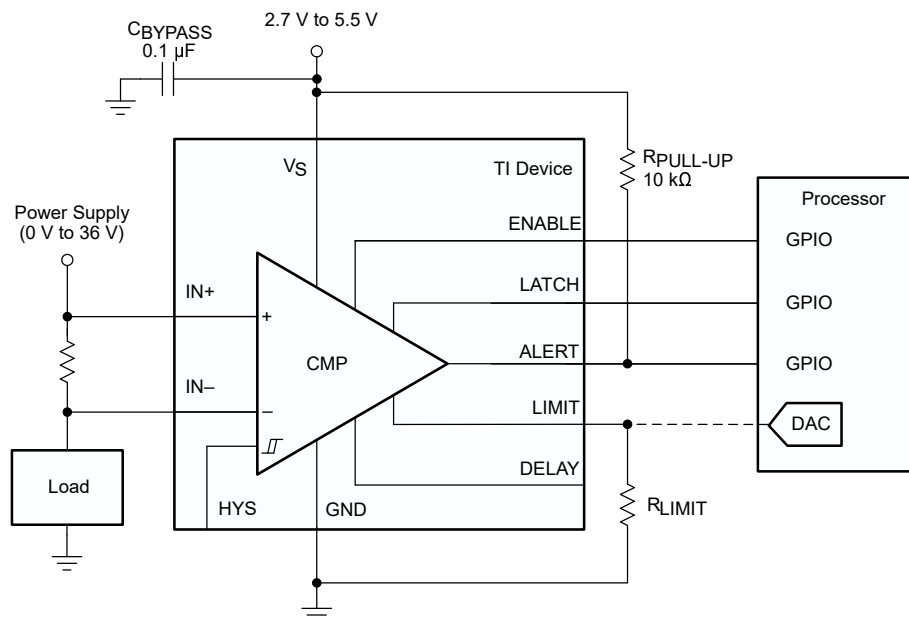 2.7 V to 5.5 V
CBYPASS
0.1 µF
VS
TI Device
RPULL-UP
10 kΩ
Processor
Power Supply
(0 V to 36 V)
ENABLE
GPIO
IN+
LATCH
GPIO
+
CMP
ALERT
GPIO
IN–
–
LIMIT
DAC
DELAY
Load
HYS
GND
RLIMIT